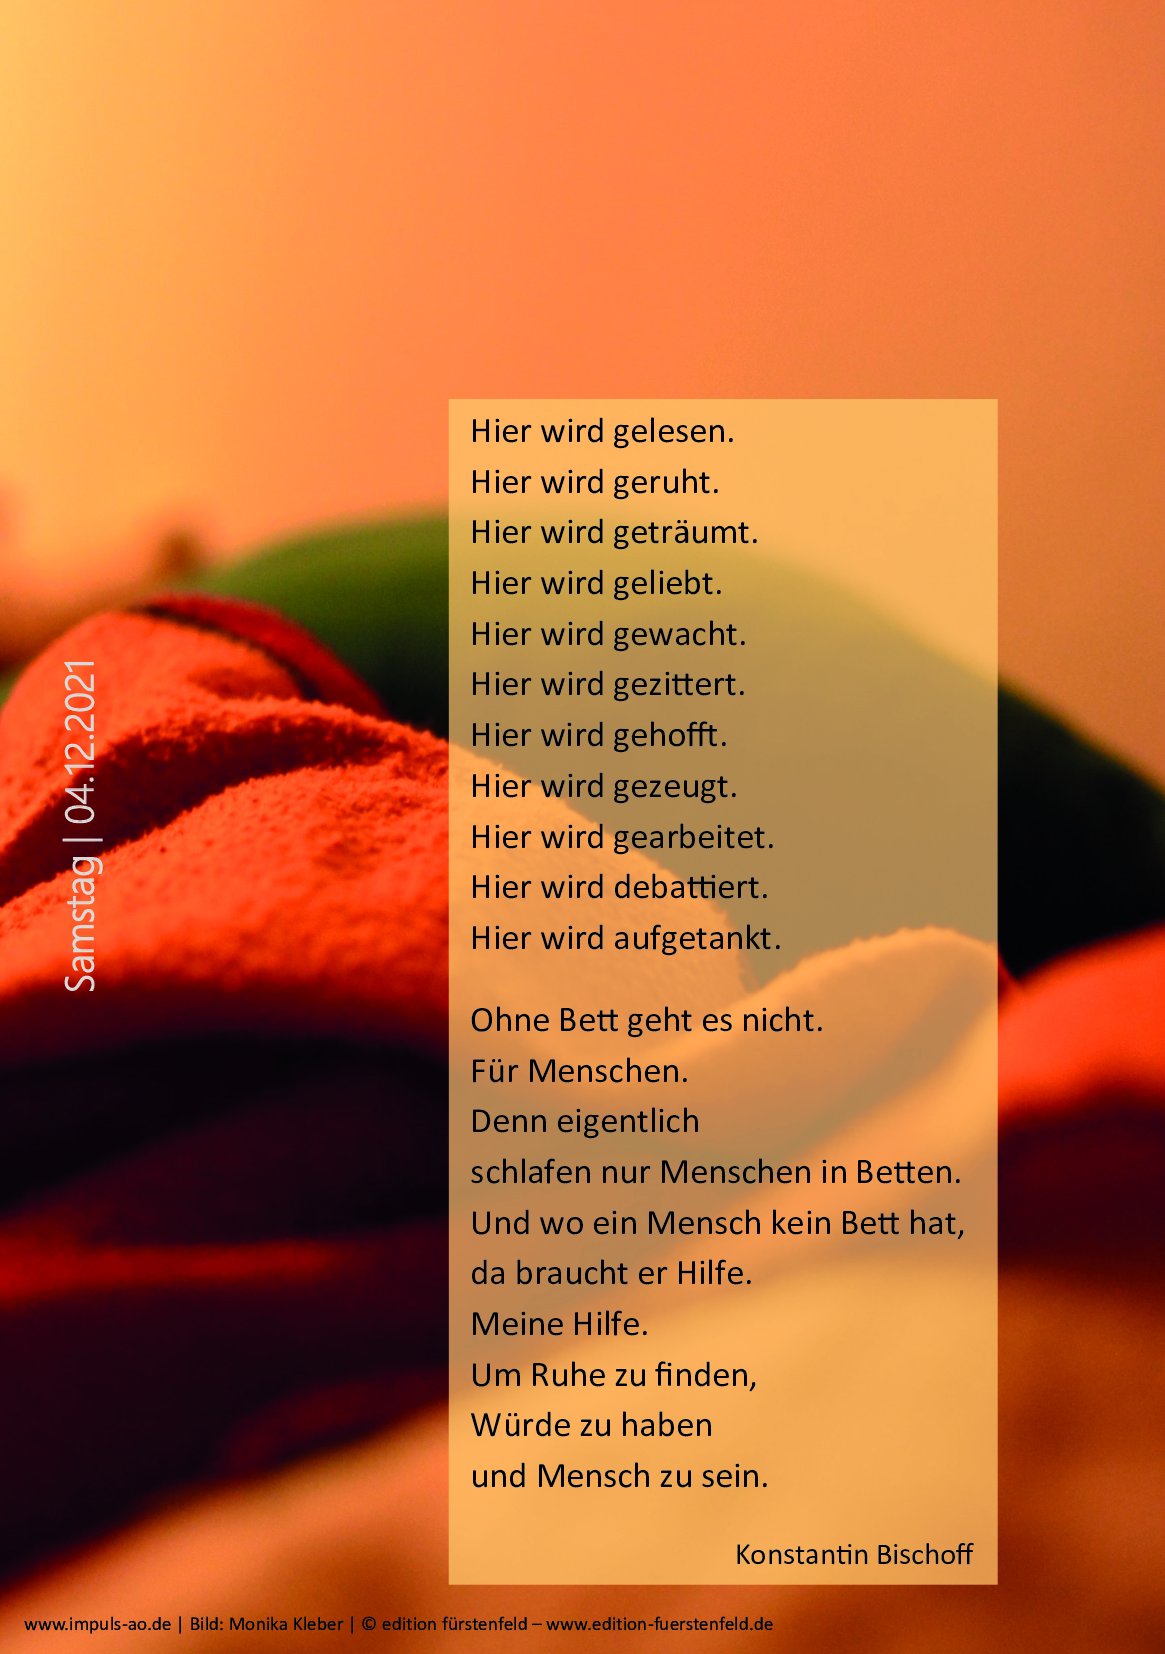 Hier wird gelesen.
Hier wird geruht.
Hier wird geträumt.
Hier wird geliebt.
Hier wird gewacht.
Hier wird gezittert.
Hier wird gehofft.
Hier wird gezeugt.
Hier wird gearbeitet.
Hier wird debattiert.
Hier wird aufgetankt.
Ohne Bett geht es nicht.
Für Menschen.
Denn eigentlich
schlafen nur Menschen in Betten.
Und wo ein Mensch kein Bett hat,
da braucht er Hilfe.
Meine Hilfe.
Um Ruhe zu finden,
Würde zu haben
und Mensch zu sein.
Konstantin Bischoff
Samstag | 04.12.2021
www.impuls-ao.de | Bild: Monika Kleber | © edition fürstenfeld – www.edition-fuerstenfeld.de